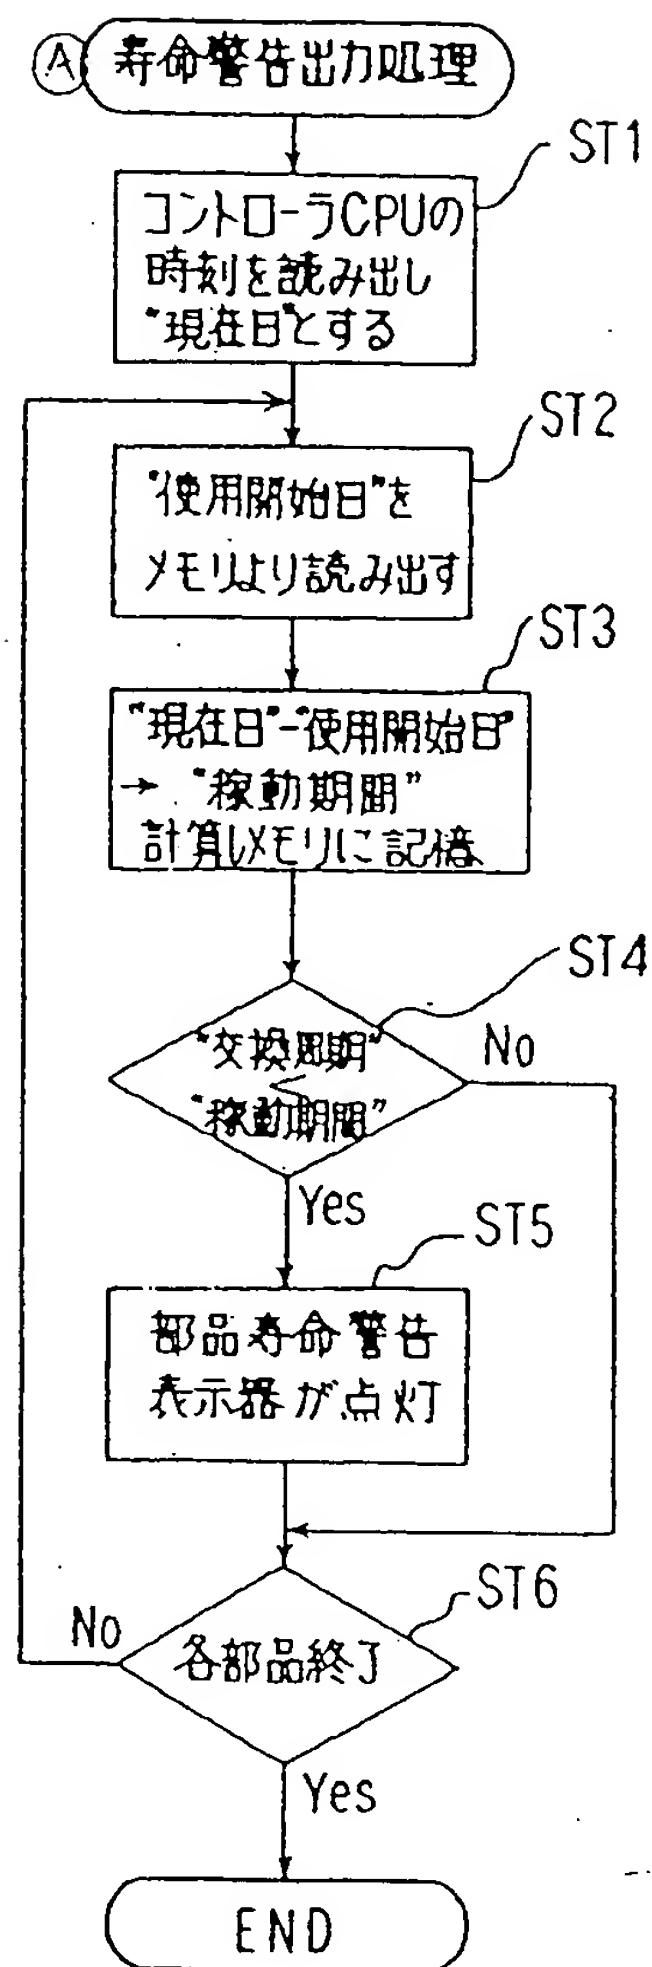 A 寿命警告出力処理
ST1
コントローラCPUの
時刻を読み出し
"現在日"とする
ST2
"使用開始日"を
メモリより読み出す
ST3
"現在日"-"使用開始日"
→ "稼動期間"
計算しメモリに記憶
ST4
"交換周期"
<
"稼動期間"
No
Yes
ST5
部品寿命警告
表示器が点灯
ST6
各部品終了
No
Yes
END